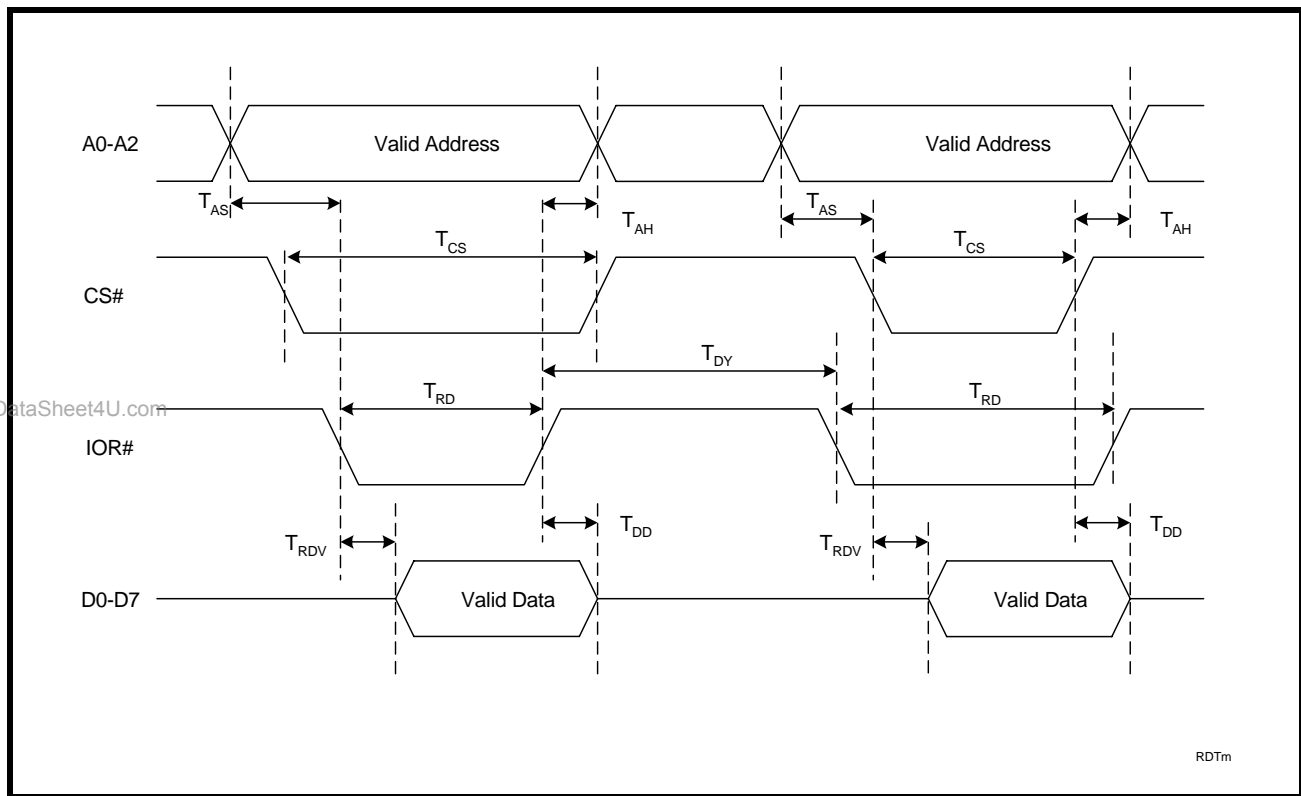 A0-A2
Valid Address
Valid Address
TAS
TAH
TAS
TAH
TCS
TCS
CS#
TDY
TRD
TRD
DataSheet4U.com
IOR#
TRDV
TDD
TRDV
TDD
D0-D7
Valid Data
Valid Data
RDTm